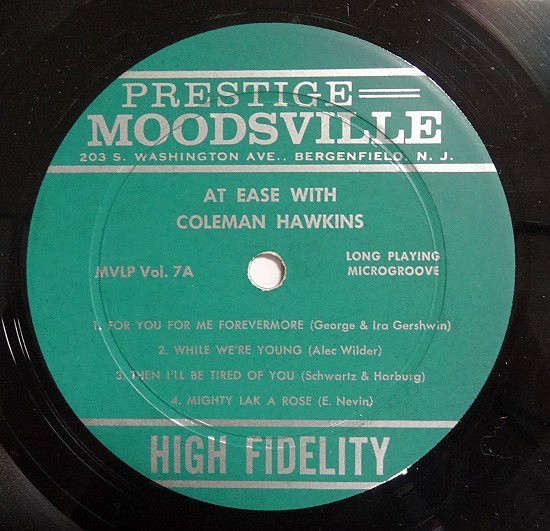 PRESTIGE
MOODSVILLE
203 S. WASHINGTON AVE., BERGENFIELD, N. J.
AT EASE WITH
COLEMAN HAWKINS
MVLP Vol. 7A
LONG PLAYING
MICROGROOVE
1. FOR YOU FOR ME FOREVERMORE (George & Ira Gershwin)
2. WHILE WE'RE YOUNG (Alec Wilder)
3. THEN I'LL BE TIRED OF YOU (Schwartz & Harburg)
4. MIGHTY LAK A ROSE (E. Nevin)
HIGH FIDELITY